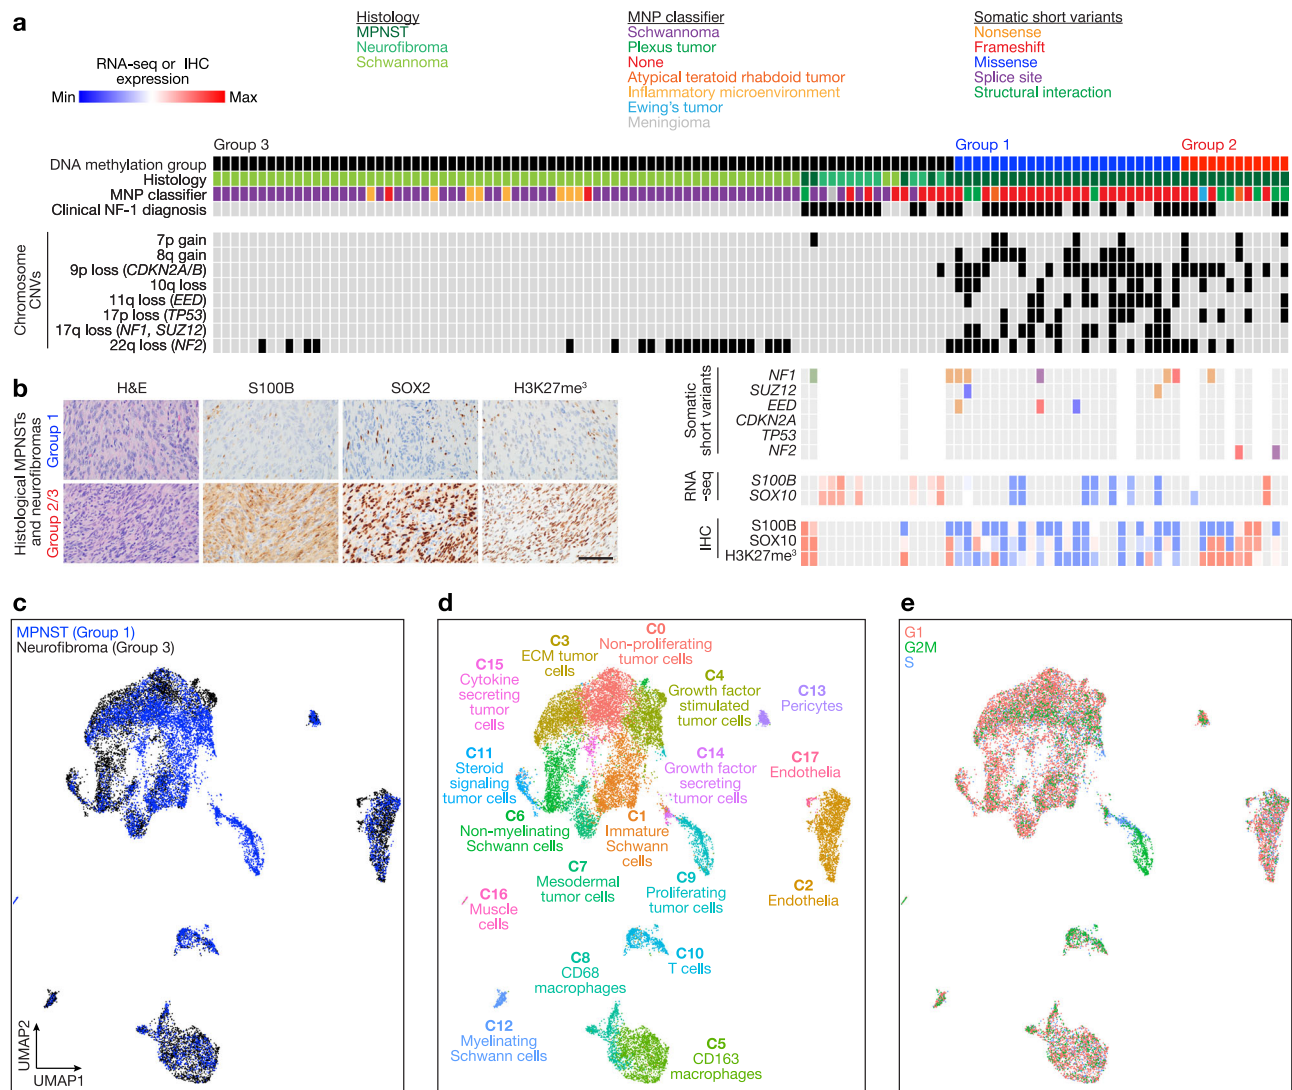 a
Histology
MPNST
Neurofibroma
Schwannoma
MNP classifier
Schwannoma
Plexus tumor
None
Atypical teratoid rhabdoid tumor
Inflammatory microenvironment
Ewing's tumor
Meningioma
Somatic short variants
Nonsense
Frameshift
Missense
Splice site
Structural interaction
RNA-seq or IHC
expression
Min
Max
Group 3
Group 1
Group 2
DNA methylation group
Histology
MNP classifier
Clinical NF-1 diagnosis
Chromosome
CNVs
7p gain
8q gain
9p loss (CDKN2A/B)
10q loss
11q loss (EED)
17p loss (TP53)
17q loss (NF1, SUZ12)
22q loss (NF2)
Somatic
short variants
NF1
SUZ12
EED
CDKN2A
TP53
NF2
RNA
-seq
S100B
SOX10
IHC
S100B
SOX10
H3K27me³
b
H&E
S100B
SOX2
H3K27me³
Histological MPNSTs
and neurofibromas
Group 1
Group 2/3
c
MPNST (Group 1)
Neurofibroma (Group 3)
UMAP2
UMAP1
d
C0
Non-proliferating
tumor cells
C3
ECM tumor
cells
C15
Cytokine
secreting
tumor
cells
C4
Growth factor
stimulated
tumor cells
C13
Pericytes
C11
Steroid
signaling
tumor cells
C14
Growth factor
secreting
tumor cells
C17
Endothelia
C6
Non-myelinating
Schwann cells
C1
Immature
Schwann
cells
C7
Mesodermal
tumor cells
C9
Proliferating
tumor cells
C2
Endothelia
C16
Muscle
cells
C10
T cells
C8
CD68
macrophages
C12
Myelinating
Schwann cells
C5
CD163
macrophages
e
G1
G2M
S